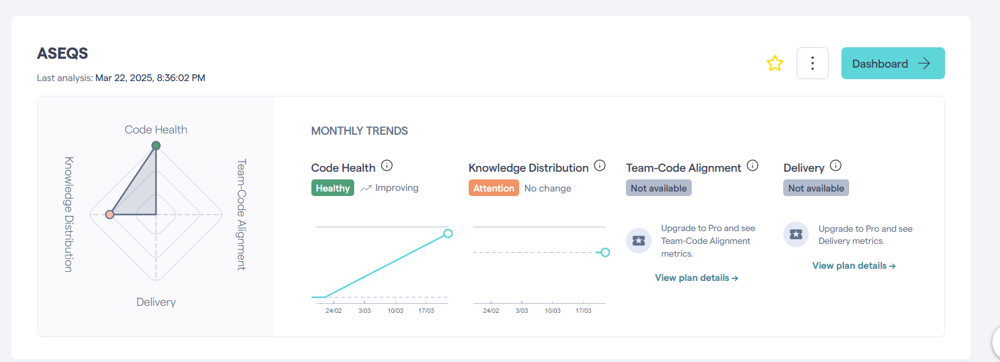 ASEQS
Last analysis: Mar 22, 2025, 8:36:02 PM
Dashboard
Code Health
Knowledge Distribution
Team-Code Alignment
Delivery
MONTHLY TRENDS
Code Health
Healthy Improving
24/02 3/03 10/03 17/03
Knowledge Distribution
Attention No change
24/02 3/03 10/03 17/03
Team-Code Alignment
Not available
Upgrade to Pro and see
Team-Code Alignment
metrics.
View plan details →
Delivery
Not available
Upgrade to Pro and see
Delivery metrics.
View plan details →